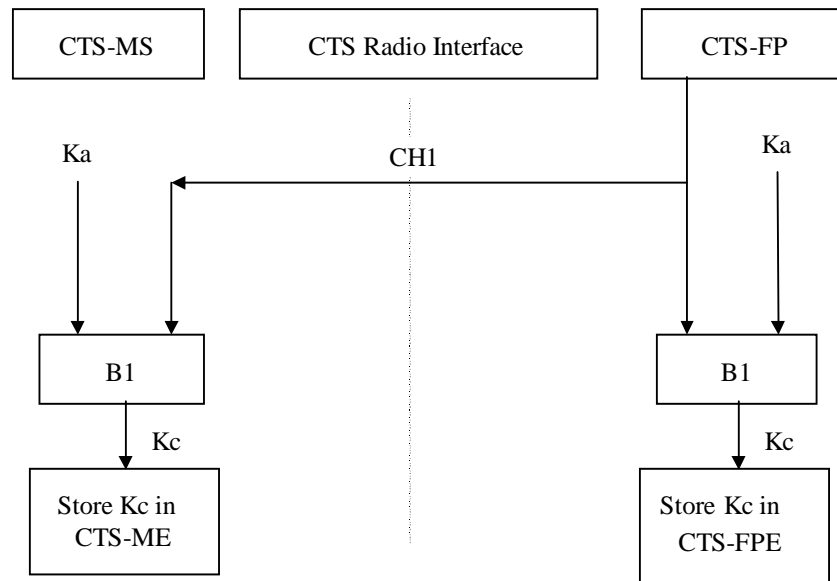 CTS-MS
CTS Radio Interface
CTS-FP
Ka
CH1
Ka
B1
B1
Kc
Kc
Store Kc in
CTS-ME
Store Kc in
CTS-FPE